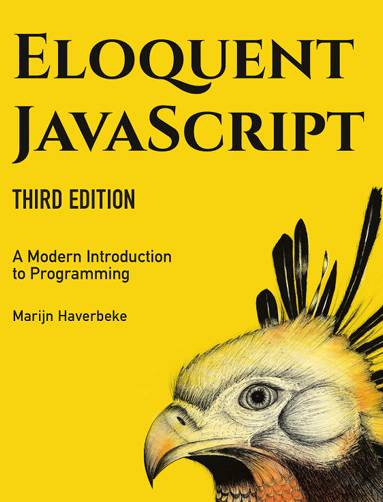 ELOQUENT
JAVASCRIPT
THIRD EDITION
A Modern Introduction
to Programming
Marijn Haverbeke